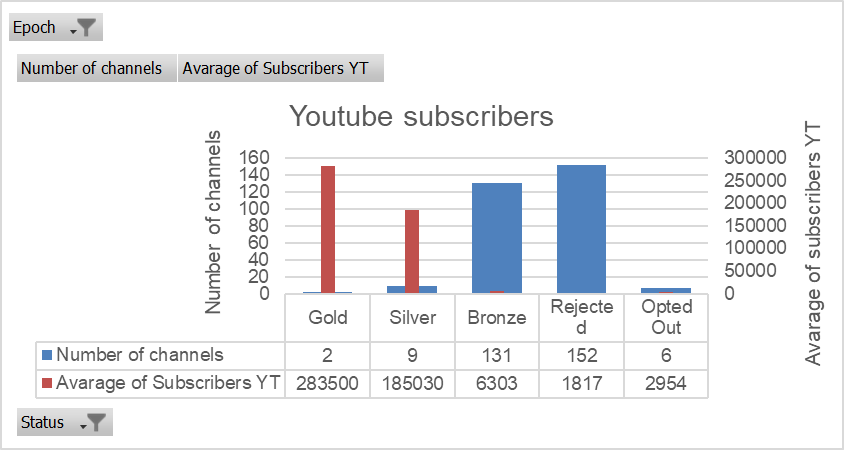 Epoch
Number of channels Avarage of Subscribers YT
Youtube subscribers
Number of channels
160
140
120
100
80
60
40
20
0
300000
250000
200000
150000
100000
50000
0
Avarage of subscribers YT
Gold Silver Bronze Rejecte
d Opted
Out
Number of channels 2 9 131 152 6
Avarage of Subscribers YT 283500 185030 6303 1817 2954
Status